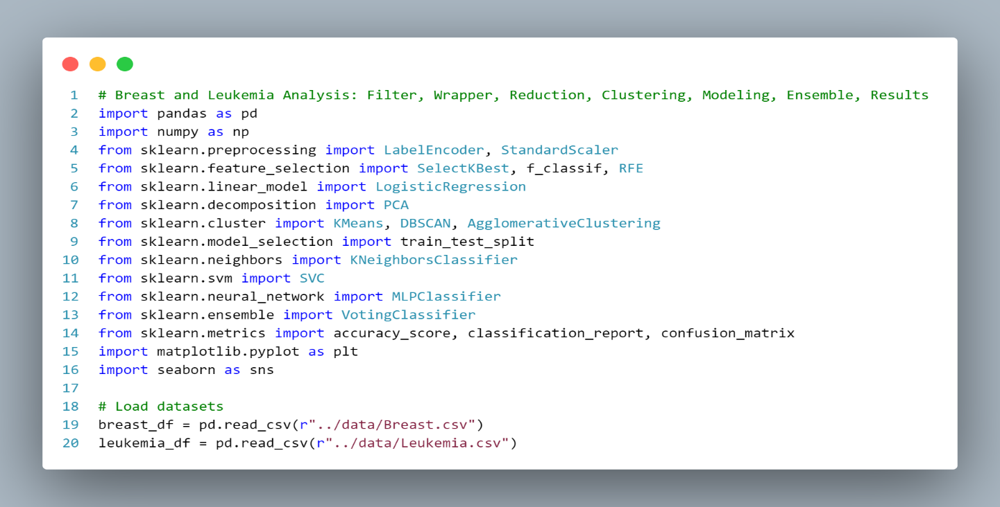 1 # Breast and Leukemia Analysis: Filter, Wrapper, Reduction, Clustering, Modeling, Ensemble, Results
2 import pandas as pd
3 import numpy as np
4 from sklearn.preprocessing import LabelEncoder, StandardScaler
5 from sklearn.feature_selection import SelectKBest, f_classif, RFE
6 from sklearn.linear_model import LogisticRegression
7 from sklearn.decomposition import PCA
8 from sklearn.cluster import KMeans, DBSCAN, AgglomerativeClustering
9 from sklearn.model_selection import train_test_split
10 from sklearn.neighbors import KNeighborsClassifier
11 from sklearn.svm import SVC
12 from sklearn.neural_network import MLPClassifier
13 from sklearn.ensemble import VotingClassifier
14 from sklearn.metrics import accuracy_score, classification_report, confusion_matrix
15 import matplotlib.pyplot as plt
16 import seaborn as sns
17
18 # Load datasets
19 breast_df = pd.read_csv(r"../data/Breast.csv")
20 leukemia_df = pd.read_csv(r"../data/Leukemia.csv")